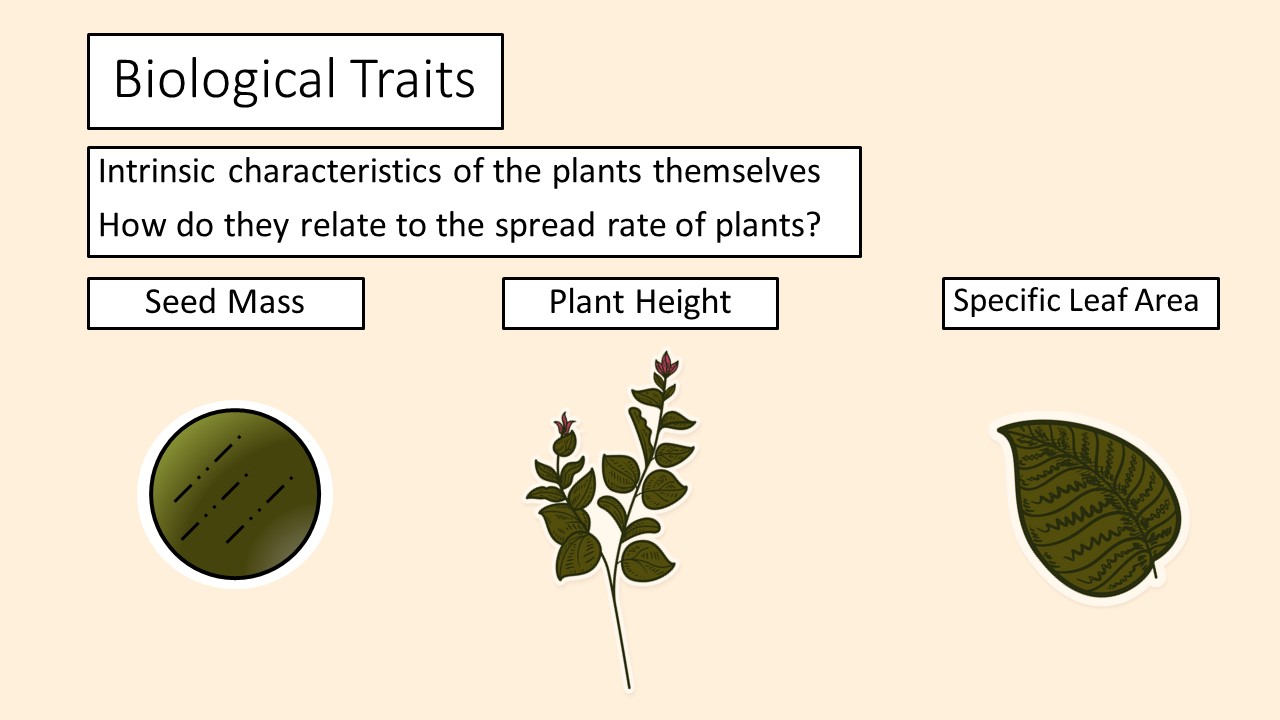 Biological Traits
Intrinsic characteristics of the plants themselves
How do they relate to the spread rate of plants?
Seed Mass
Plant Height
Specific Leaf Area